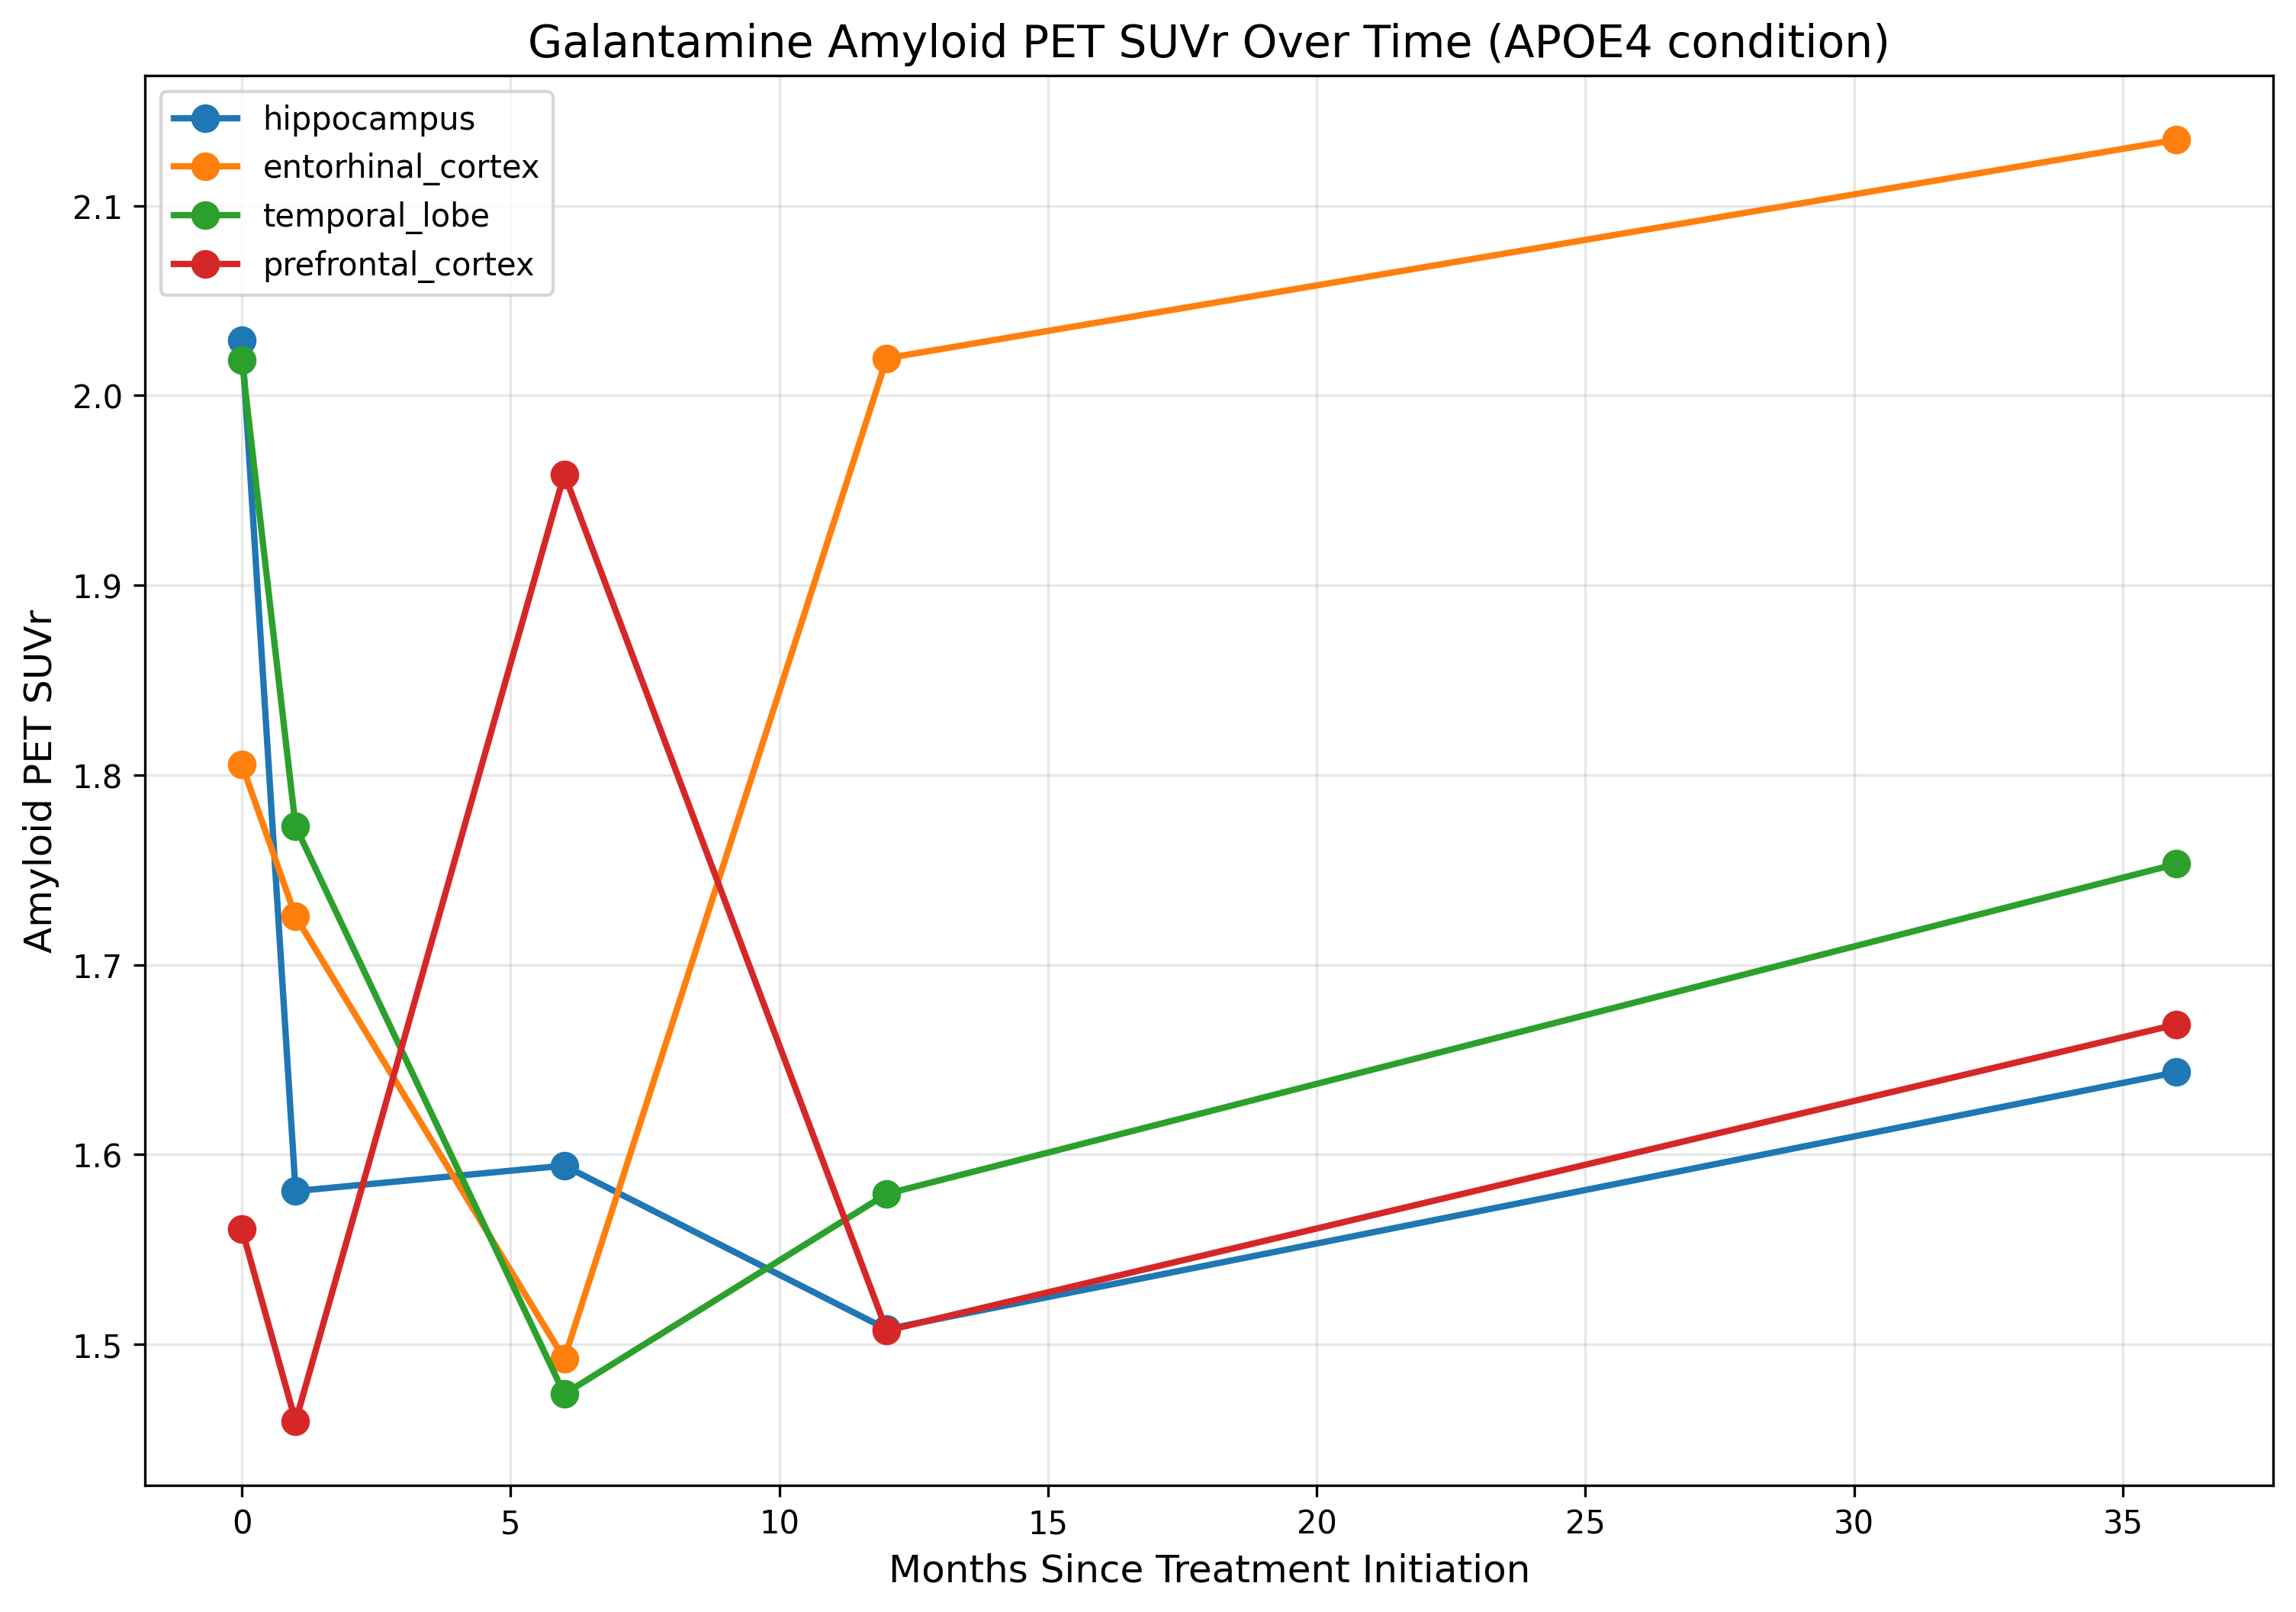 Galantamine Amyloid PET SUVr Over Time (APOE4 condition)
hippocampus
entorhinal_cortex
temporal_lobe
prefrontal_cortex
Amyloid PET SUVr
2.1
2.0
1.9
1.8
1.7
1.6
1.5
0 5 10 15 20 25 30 35
Months Since Treatment Initiation